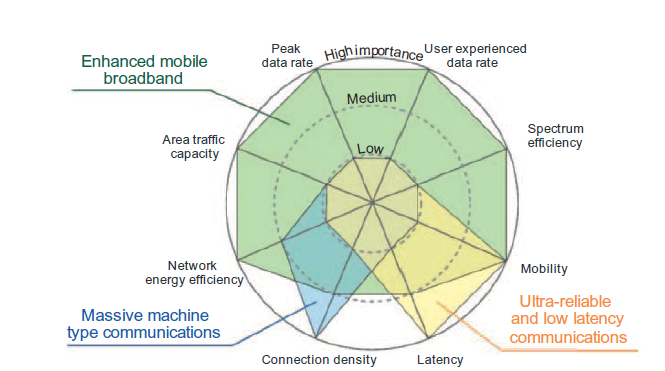 Peak
data rate
High importance
User experienced
data rate
Enhanced mobile
broadband
Medium
Area traffic
capacity
Low
Spectrum
efficiency
Network
energy efficiency
Mobility
Massive machine
type communications
Ultra-reliable
and low latency
communications
Connection density
Latency